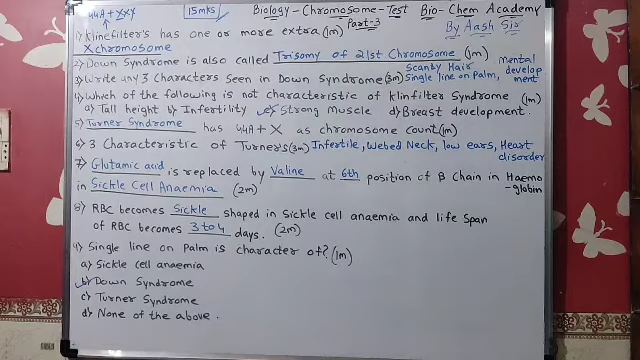 44A + XXY
15mks
Biology - Chromosome - Test Bio - Chem Academy
Part-3
By Aash Sir
1) Klinefilter's has one or more extra (1m)
X chromosome
2) Down Syndrome is also called Trisomy of 21st Chromosome (1m)
3) Write any 3 Characters seen in Down Syndrome (3m) Scanty Hair Single line on Palm, mental development
4) Which of the following is not characteristic of Klinfilter Syndrome (1m)
a) Tall height b) Infertility c) Strong Muscle d) Breast development.
5) Turner Syndrome has 44A + X as chromosome count (1m)
6) 3 Characteristic of Turner's (3m) Infertile, Webed Neck, low ears, Heart disorder
7) Glutamic acid is replaced by Valine at 6th position of B Chain in Haemo
in Sickle Cell Anaemia (2m) -globin
8) RBC becomes Sickle shaped in Sickle cell anaemia and life Span
of RBC becomes 3 to 4 days. (2m)
9) Single line on Palm is character of? (1m)
a) Sickle cell anaemia
b) Down Syndrome
c) Turner Syndrome
d) None of the above.